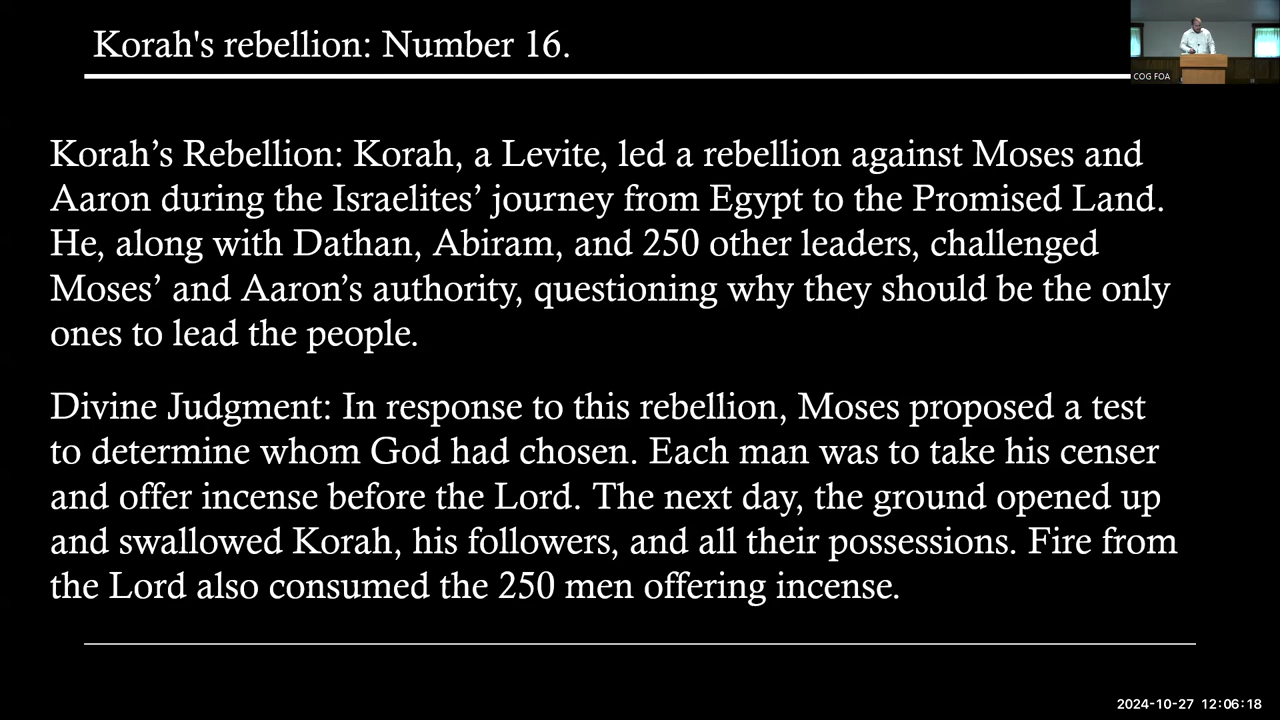 Korah's rebellion: Number 16.
COG FOA
Korah’s Rebellion: Korah, a Levite, led a rebellion against Moses and
Aaron during the Israelites’ journey from Egypt to the Promised Land.
He, along with Dathan, Abiram, and 250 other leaders, challenged
Moses’ and Aaron’s authority, questioning why they should be the only
ones to lead the people.
Divine Judgment: In response to this rebellion, Moses proposed a test
to determine whom God had chosen. Each man was to take his censer
and offer incense before the Lord. The next day, the ground opened up
and swallowed Korah, his followers, and all their possessions. Fire from
the Lord also consumed the 250 men offering incense.
2024-10-27 12:06:18